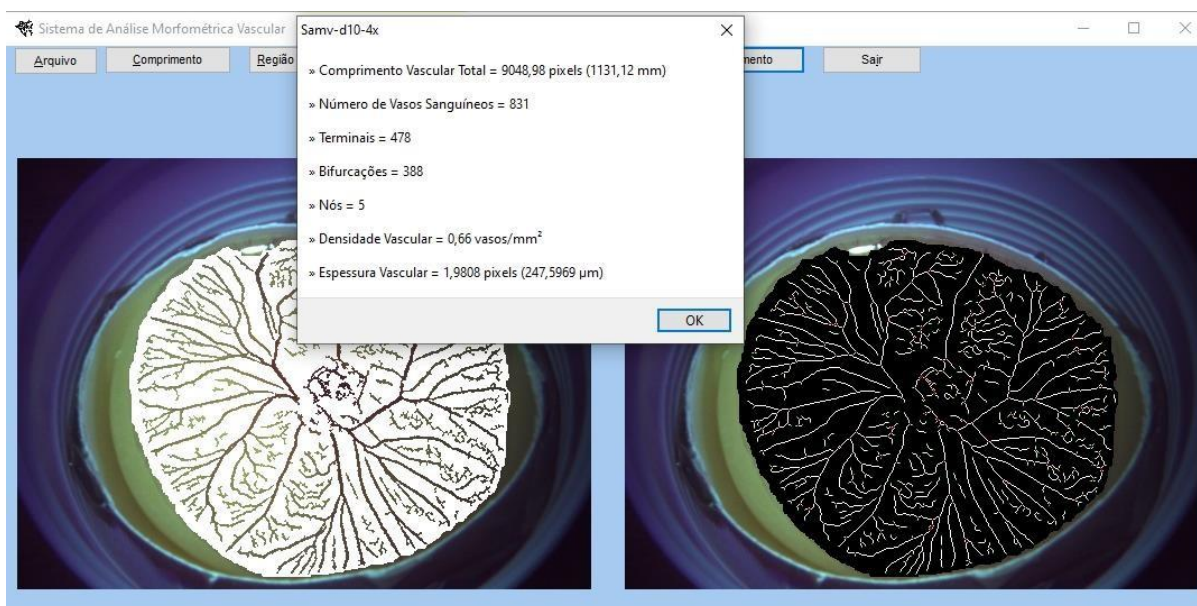 Sistema de Análise Morfométrica Vascular
Samv-d10-4x
Arquivo
Comprimento
Região
Sair
» Comprimento Vascular Total = 9048,98 pixels (1131,12 mm)
» Número de Vasos Sanguíneos = 831
» Terminais = 478
» Bifurcações = 388
» Nós = 5
» Densidade Vascular = 0,66 vasos/mm²
» Espessura Vascular = 1,9808 pixels (247,5969 µm)
OK